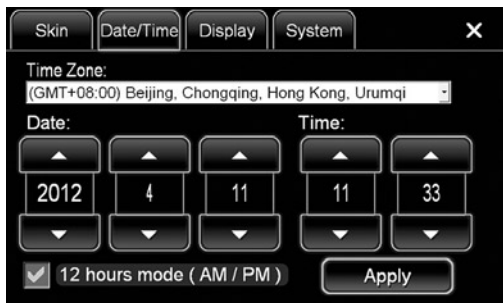 Skin Date/Time Display System
Time Zone:
(GMT+08:00) Beijing, Chongqing, Hong Kong, Urumqi
Date: Time:
2012 4 11 11 33
12 hours mode ( AM / PM ) Apply